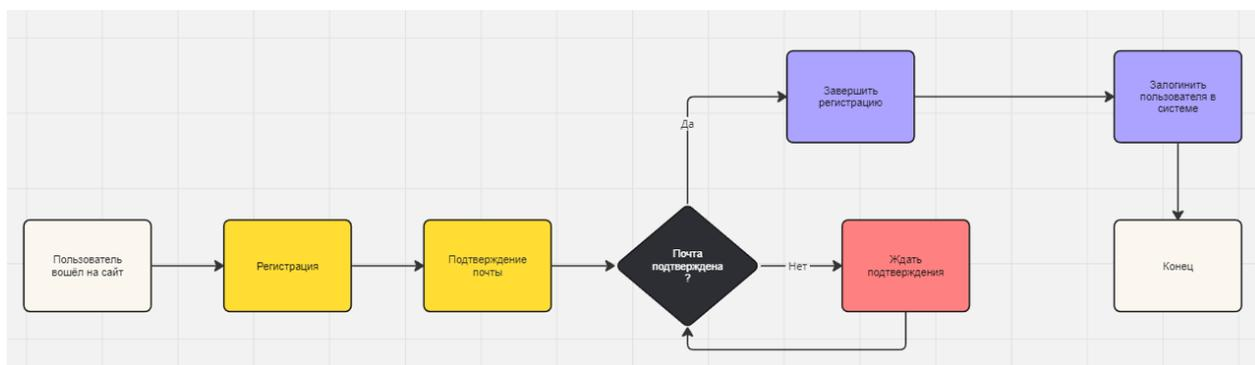 Завершить
регистрацию
Залогинить
пользователя в
системе
Да
Пользователь
вошёл на сайт
Регистрация
Подтверждение
почты
Почта
подтверждена
?
Нет
Ждать
подтверждения
Конец